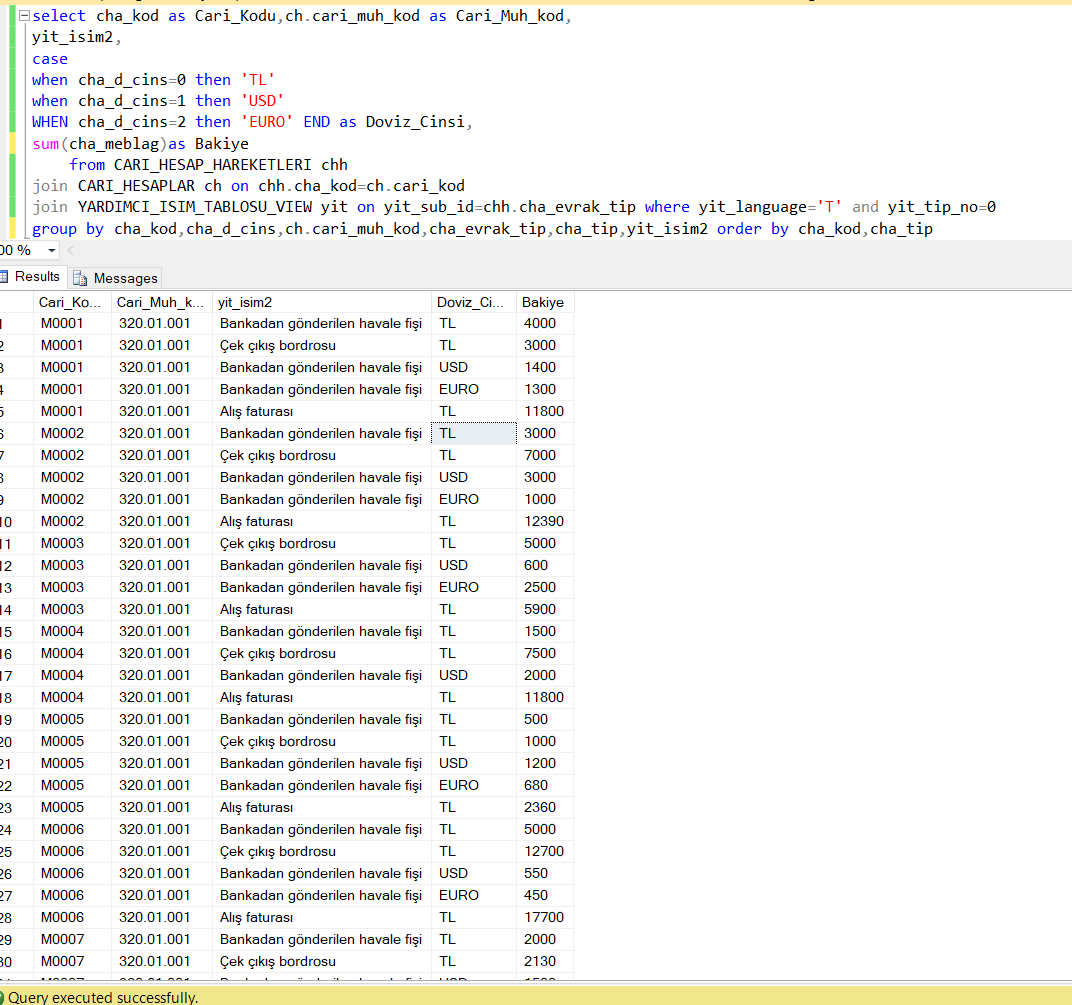 select cha_kod as Cari_Kodu,ch.cari_muh_kod as Cari_Muh_kod,
yit_isim2,
case
when cha_d_cins=0 then 'TL'
when cha_d_cins=1 then 'USD'
WHEN cha_d_cins=2 then 'EURO' END as Doviz_Cinsi,
sum(cha_meblag)as Bakiye
from CARI_HESAP_HAREKETLERI chh
join CARI_HESAPLAR ch on chh.cha_kod=ch.cari_kod
join YARDIMCI_ISIM_TABLOSU_VIEW yit on yit_sub_id=chh.cha_evrak_tip where yit_language='T' and yit_tip_no=0
group by cha_kod,cha_d_cins,ch.cari_muh_kod,cha_evrak_tip,cha_tip,yit_isim2 order by cha_kod,cha_tip
00 %
Results Messages
Cari_Ko... Cari_Muh_k... yit_isim2 Doviz_Ci... Bakiye
1 M0001 320.01.001 Bankadan gönderilen havale fişi TL 4000
2 M0001 320.01.001 Çek çıkış bordrosu TL 3000
3 M0001 320.01.001 Bankadan gönderilen havale fişi USD 1400
4 M0001 320.01.001 Bankadan gönderilen havale fişi EURO 1300
5 M0001 320.01.001 Alış faturası TL 11800
6 M0002 320.01.001 Bankadan gönderilen havale fişi TL 3000
7 M0002 320.01.001 Çek çıkış bordrosu TL 7000
8 M0002 320.01.001 Bankadan gönderilen havale fişi USD 3000
9 M0002 320.01.001 Bankadan gönderilen havale fişi EURO 1000
10 M0002 320.01.001 Alış faturası TL 12390
11 M0003 320.01.001 Çek çıkış bordrosu TL 5000
12 M0003 320.01.001 Bankadan gönderilen havale fişi USD 600
13 M0003 320.01.001 Bankadan gönderilen havale fişi EURO 2500
14 M0003 320.01.001 Alış faturası TL 5900
15 M0004 320.01.001 Bankadan gönderilen havale fişi TL 1500
16 M0004 320.01.001 Çek çıkış bordrosu TL 7500
17 M0004 320.01.001 Bankadan gönderilen havale fişi USD 2000
18 M0004 320.01.001 Alış faturası TL 11800
19 M0005 320.01.001 Bankadan gönderilen havale fişi TL 500
20 M0005 320.01.001 Çek çıkış bordrosu TL 1000
21 M0005 320.01.001 Bankadan gönderilen havale fişi USD 1200
22 M0005 320.01.001 Bankadan gönderilen havale fişi EURO 680
23 M0005 320.01.001 Alış faturası TL 2360
24 M0006 320.01.001 Bankadan gönderilen havale fişi TL 5000
25 M0006 320.01.001 Çek çıkış bordrosu TL 12700
26 M0006 320.01.001 Bankadan gönderilen havale fişi USD 550
27 M0006 320.01.001 Bankadan gönderilen havale fişi EURO 450
28 M0006 320.01.001 Alış faturası TL 17700
29 M0007 320.01.001 Bankadan gönderilen havale fişi TL 2000
30 M0007 320.01.001 Çek çıkış bordrosu TL 2130
Query executed successfully.